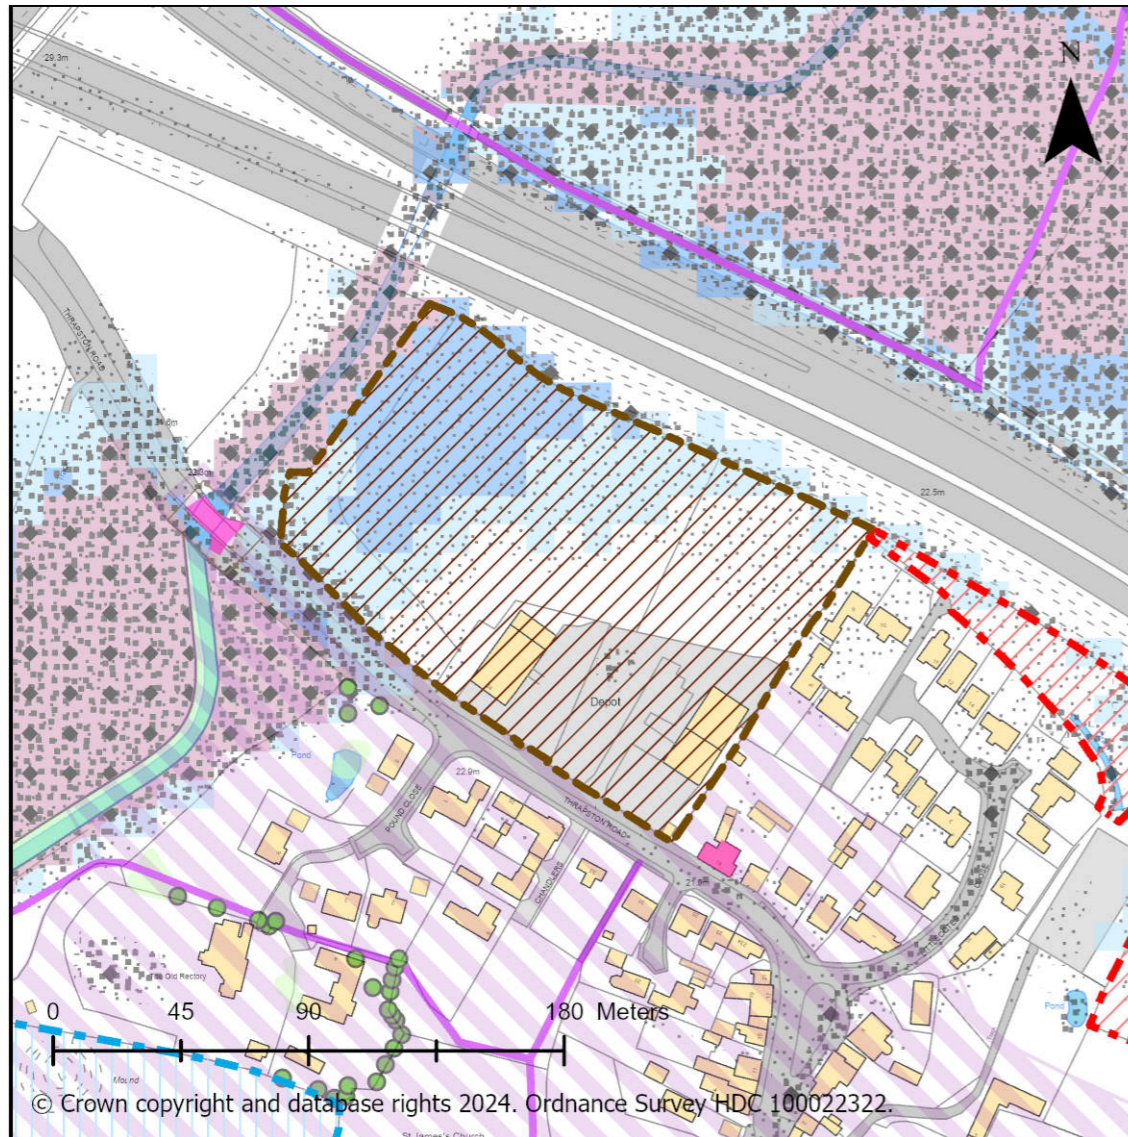 N
29.3m
THRAPSTON ROAD
22.5m
Depot
Pond
22.9m
POUND CLOSE
THRAPSTON ROAD
CHANDLERS
The Old Rectory
Pond
0 45 90 180 Meters
Mound
© Crown copyright and database rights 2024. Ordnance Survey HDC 100022322.
St James's Church